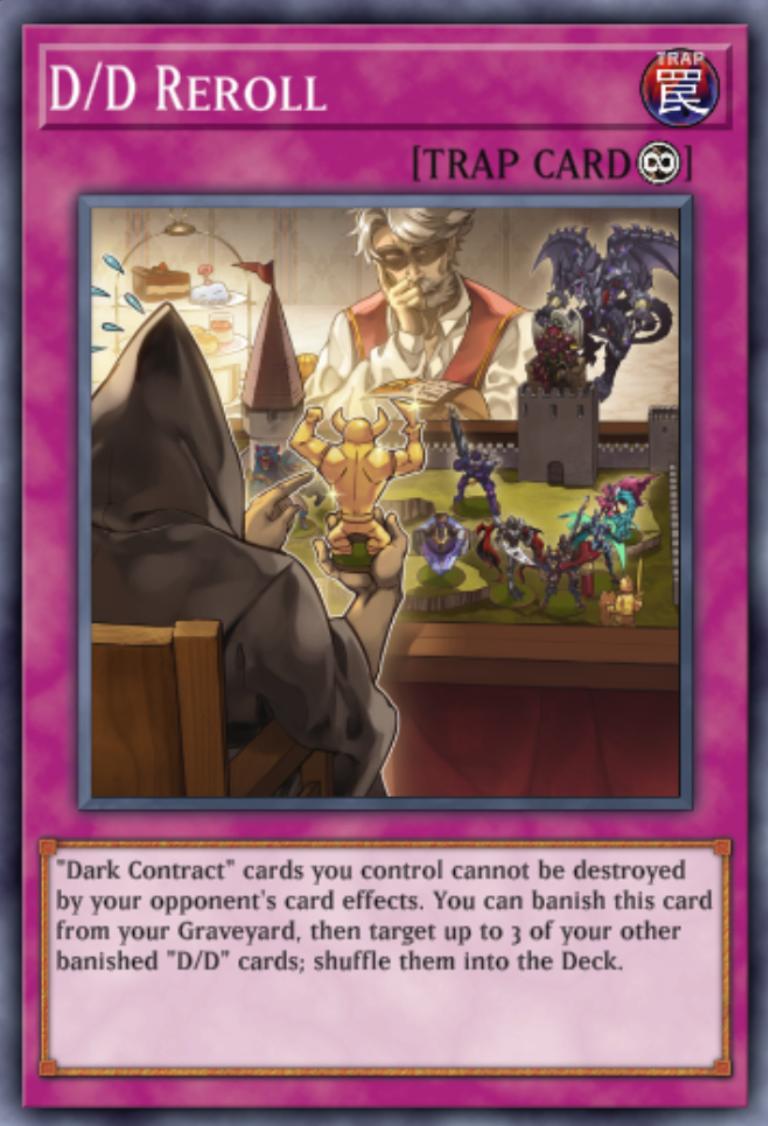 D/D REROLL
TRAP
罠
[TRAP CARD∞]
"Dark Contract" cards you control cannot be destroyed
by your opponent's card effects. You can banish this card
from your Graveyard, then target up to 3 of your other
banished "D/D" cards; shuffle them into the Deck.